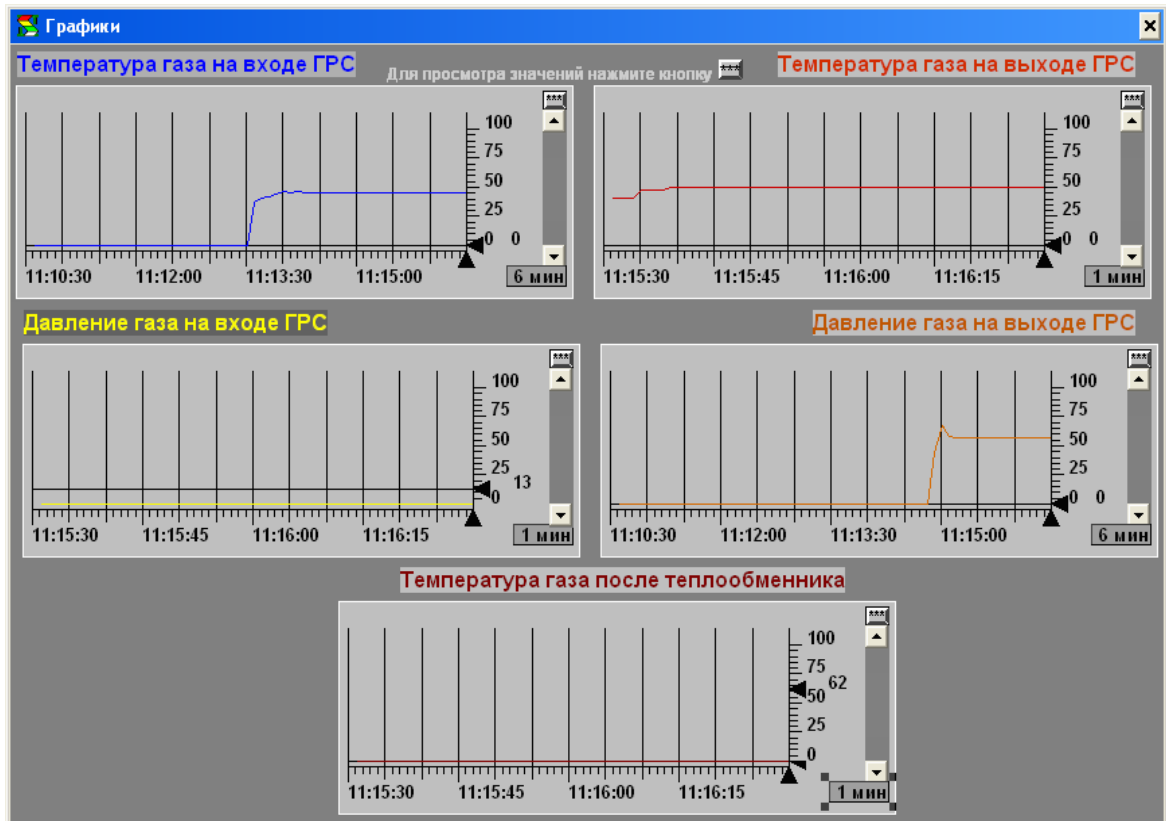 Графики
Температура газа на входе ГРС
Для просмотра значений нажмите кнопку ***
Температура газа на выходе ГРС
***
100
75
50
25
0 0
11:10:30 11:12:00 11:13:30 11:15:00
6 мин
***
100
75
50
25
0 0
11:15:30 11:15:45 11:16:00 11:16:15
1 мин
Давление газа на входе ГРС
Давление газа на выходе ГРС
***
100
75
50
25
13
0
11:15:30 11:15:45 11:16:00 11:16:15
1 мин
***
100
75
50
25
0 0
11:10:30 11:12:00 11:13:30 11:15:00
6 мин
Температура газа после теплообменника
***
100
75
62
50
25
0
11:15:30 11:15:45 11:16:00 11:16:15
1 мин